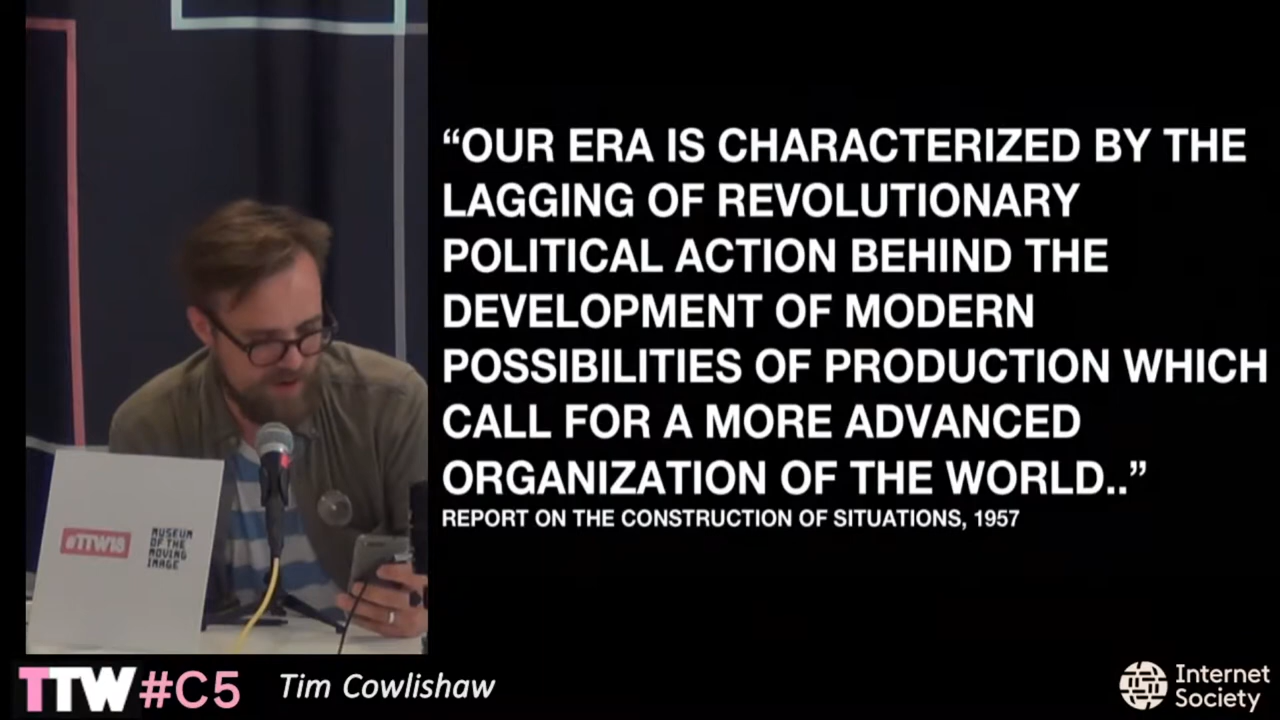 “OUR ERA IS CHARACTERIZED BY THE
LAGGING OF REVOLUTIONARY
POLITICAL ACTION BEHIND THE
DEVELOPMENT OF MODERN
POSSIBILITIES OF PRODUCTION WHICH
CALL FOR A MORE ADVANCED
ORGANIZATION OF THE WORLD..”
REPORT ON THE CONSTRUCTION OF SITUATIONS, 1957
#TTW18
MUSEUM
OF THE
MOVING
IMAGE
TTW#C5
Tim Cowlishaw
Internet
Society